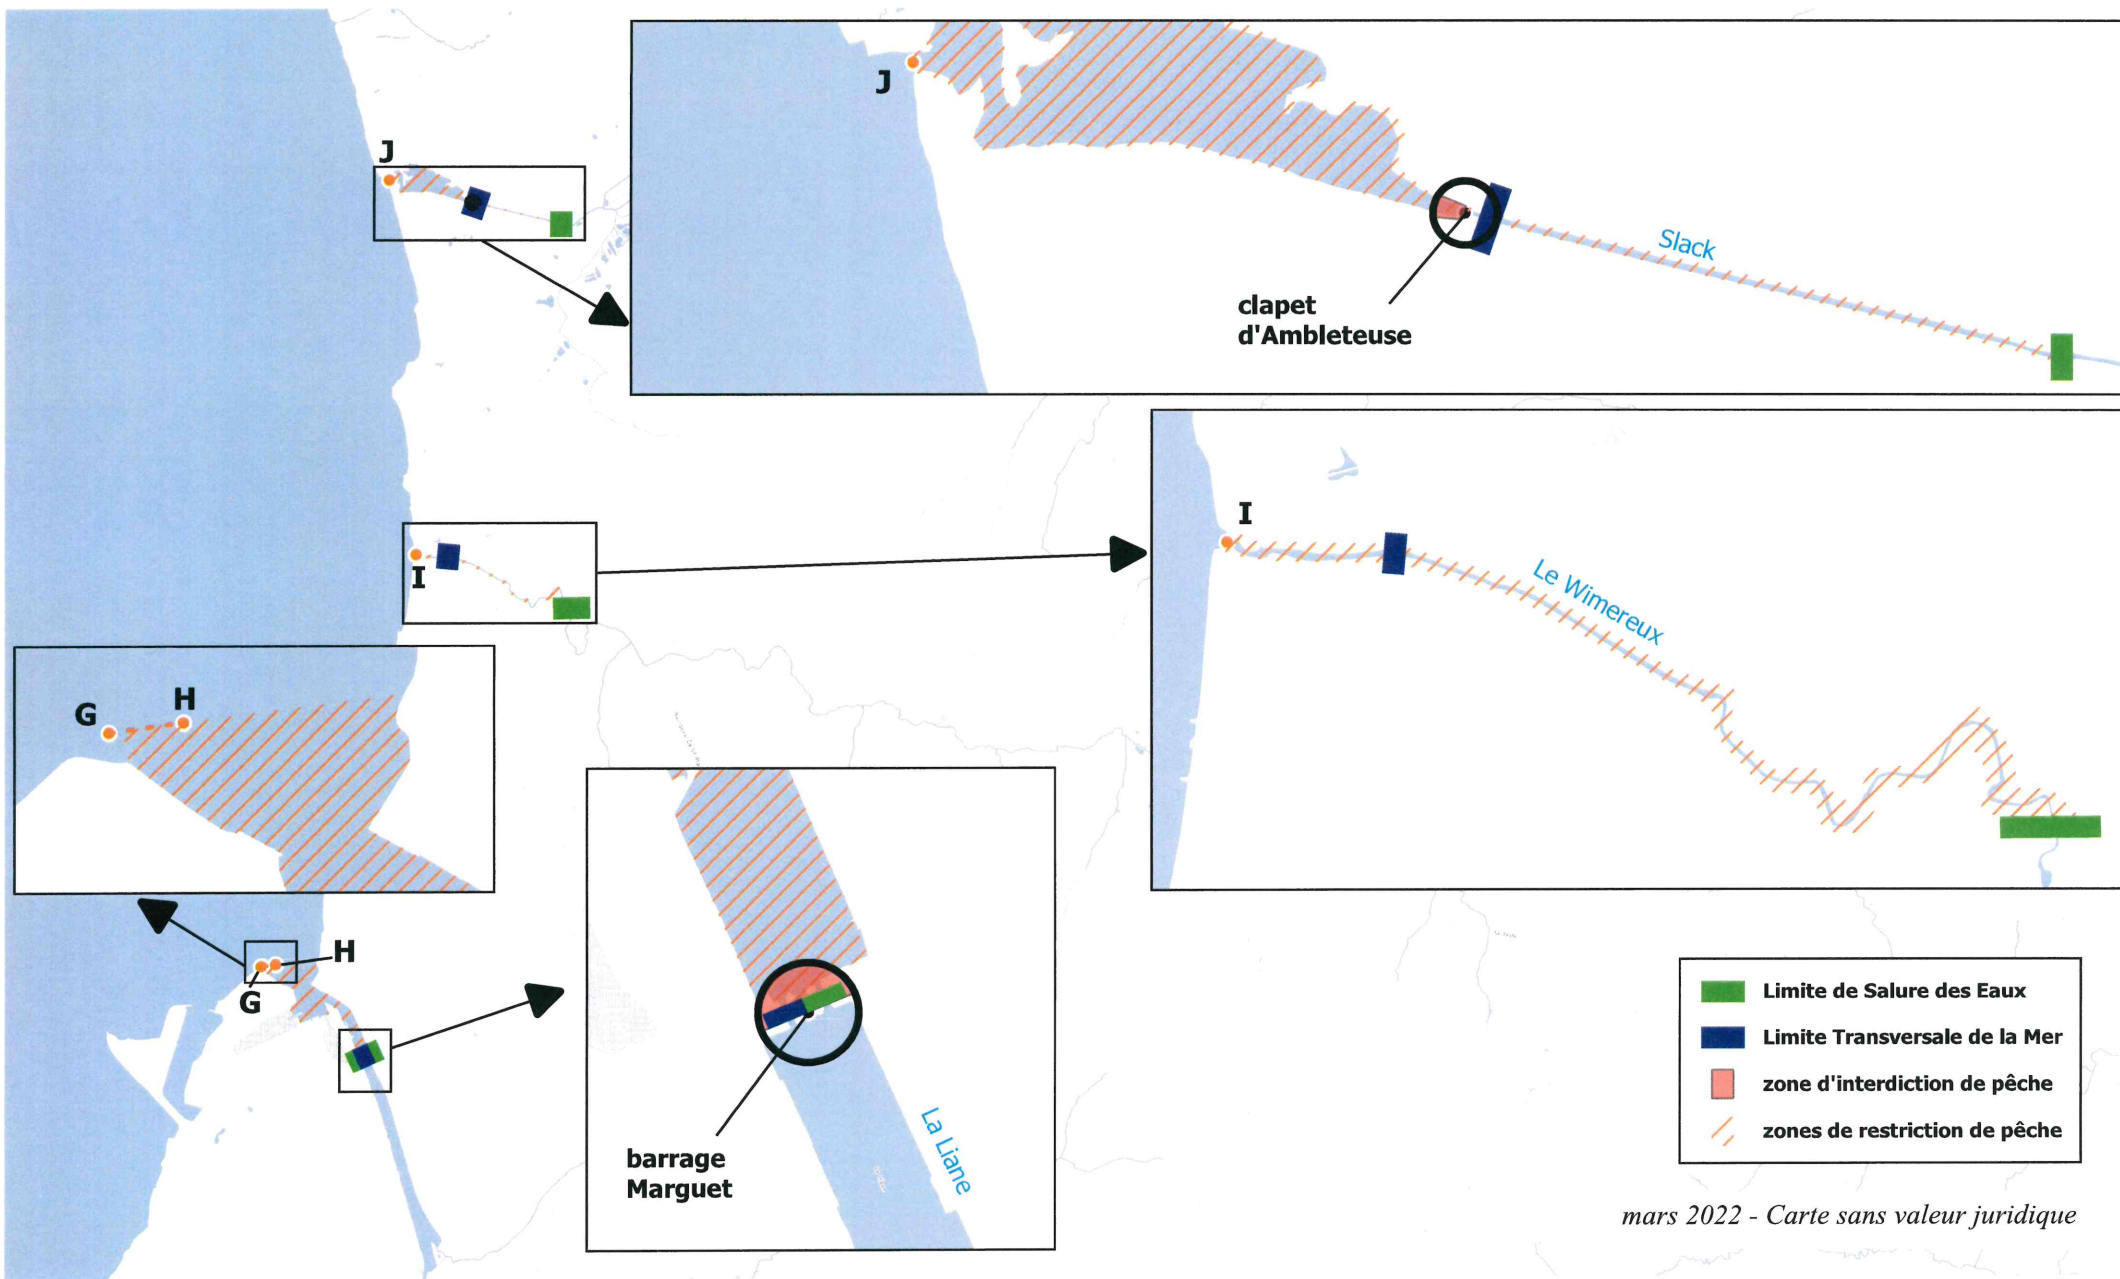 J
J
clapet
d'Ambleteuse
Slack
I
I
Le Wimereux
G
H
H
G
barrage
Marguet
La Liane
Limite de Salure des Eaux
Limite Transversale de la Mer
zone d'interdiction de pêche
zones de restriction de pêche
mars 2022 - Carte sans valeur juridique